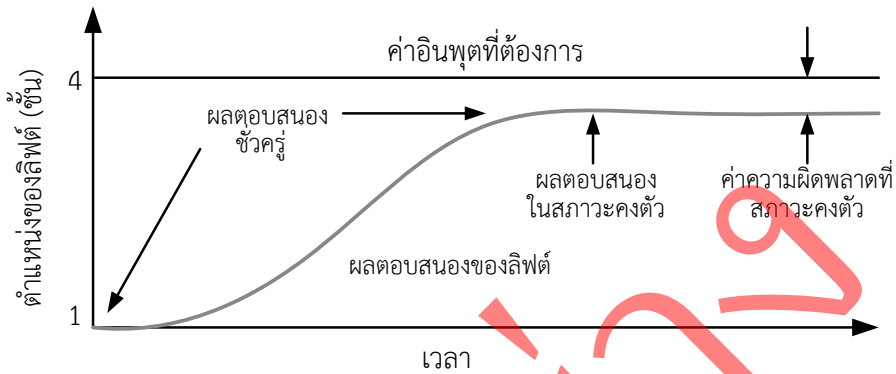 ค่าอินพุตที่ต้องการ
4
ตำแหน่งของลิฟต์ (ชั้น)
ผลตอบสนอง
ชั่วครู่
ผลตอบสนอง
ในสภาวะคงตัว
ค่าความผิดพลาดที่
สภาวะคงตัว
ผลตอบสนองของลิฟต์
1
เวลา